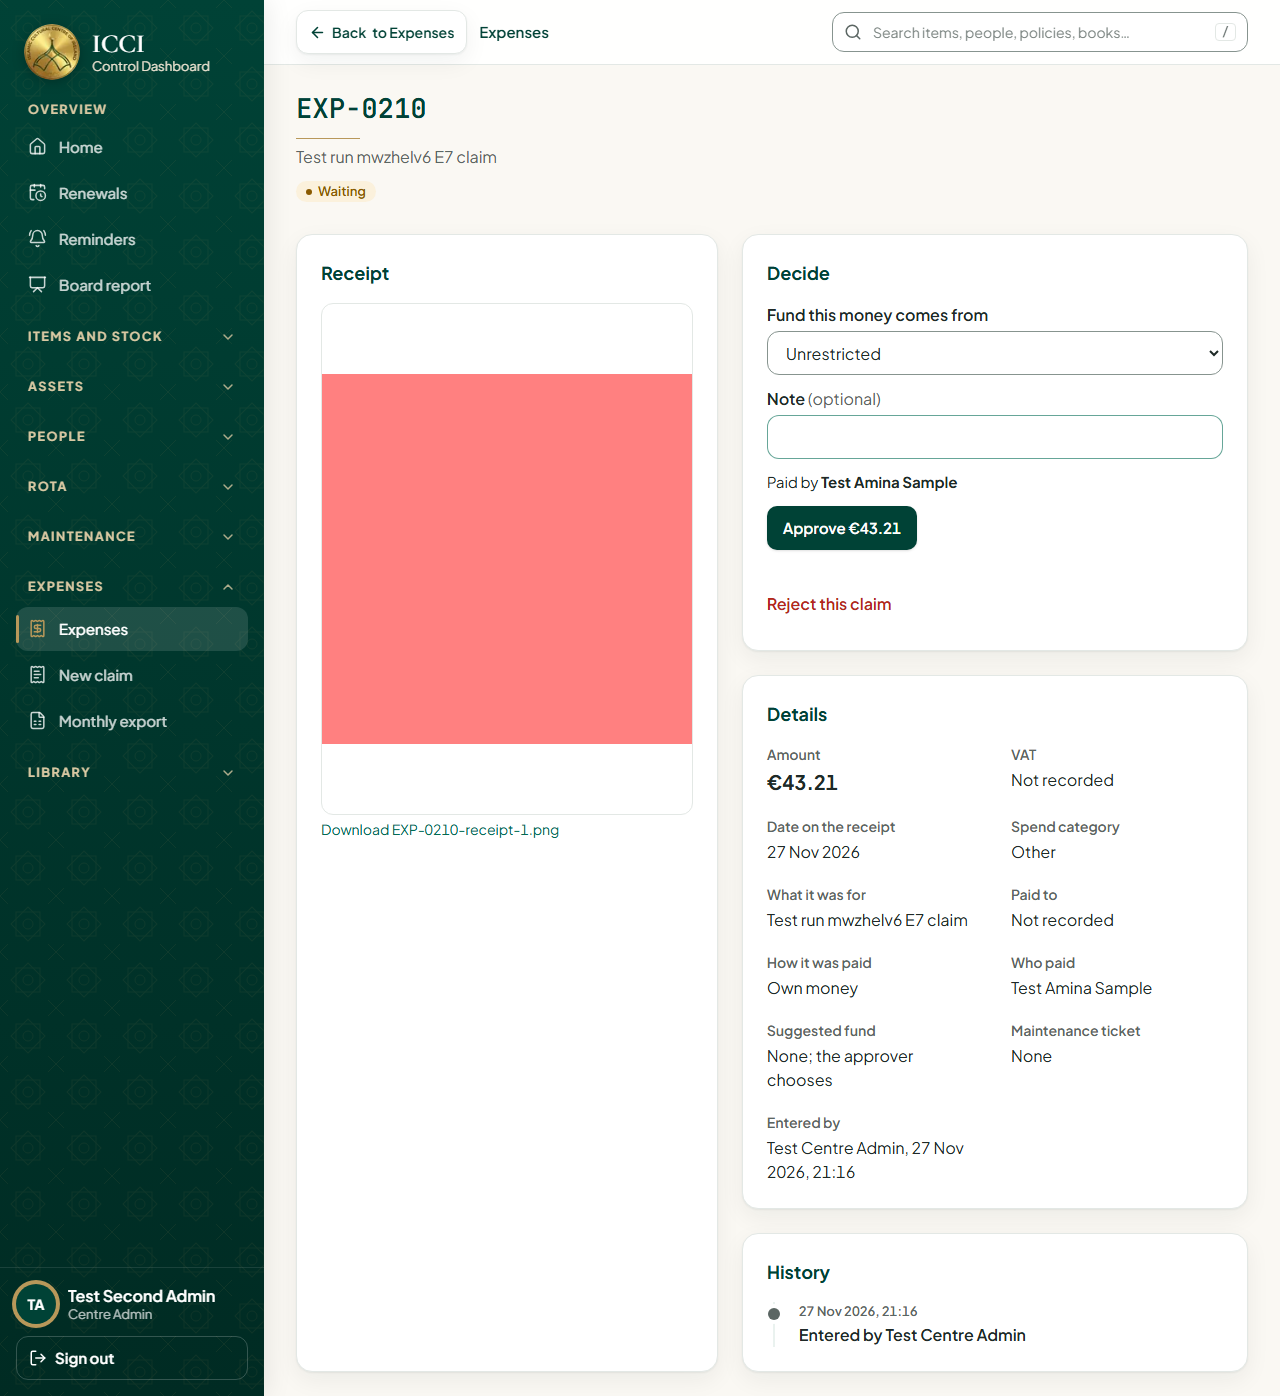 ICCI
Control Dashboard
OVERVIEW
Home
Renewals
Reminders
Board report
ITEMS AND STOCK
ASSETS
PEOPLE
ROTA
MAINTENANCE
EXPENSES
Expenses
New claim
Monthly export
LIBRARY
TA
Test Second Admin
Centre Admin
Sign out
Back to Expenses
Expenses
Search items, people, policies, books...
/
EXP-0210
Test run mwzhelv6 E7 claim
Waiting
Receipt
Download EXP-0210-receipt-1.png
Decide
Fund this money comes from
Unrestricted
Note (optional)
Paid by Test Amina Sample
Approve €43.21
Reject this claim
Details
Amount
€43.21
VAT
Not recorded
Date on the receipt
27 Nov 2026
Spend category
Other
What it was for
Test run mwzhelv6 E7 claim
Paid to
Not recorded
How it was paid
Own money
Who paid
Test Amina Sample
Suggested fund
None; the approver
chooses
Maintenance ticket
None
Entered by
Test Centre Admin, 27 Nov
2026, 21:16
History
27 Nov 2026, 21:16
Entered by Test Centre Admin